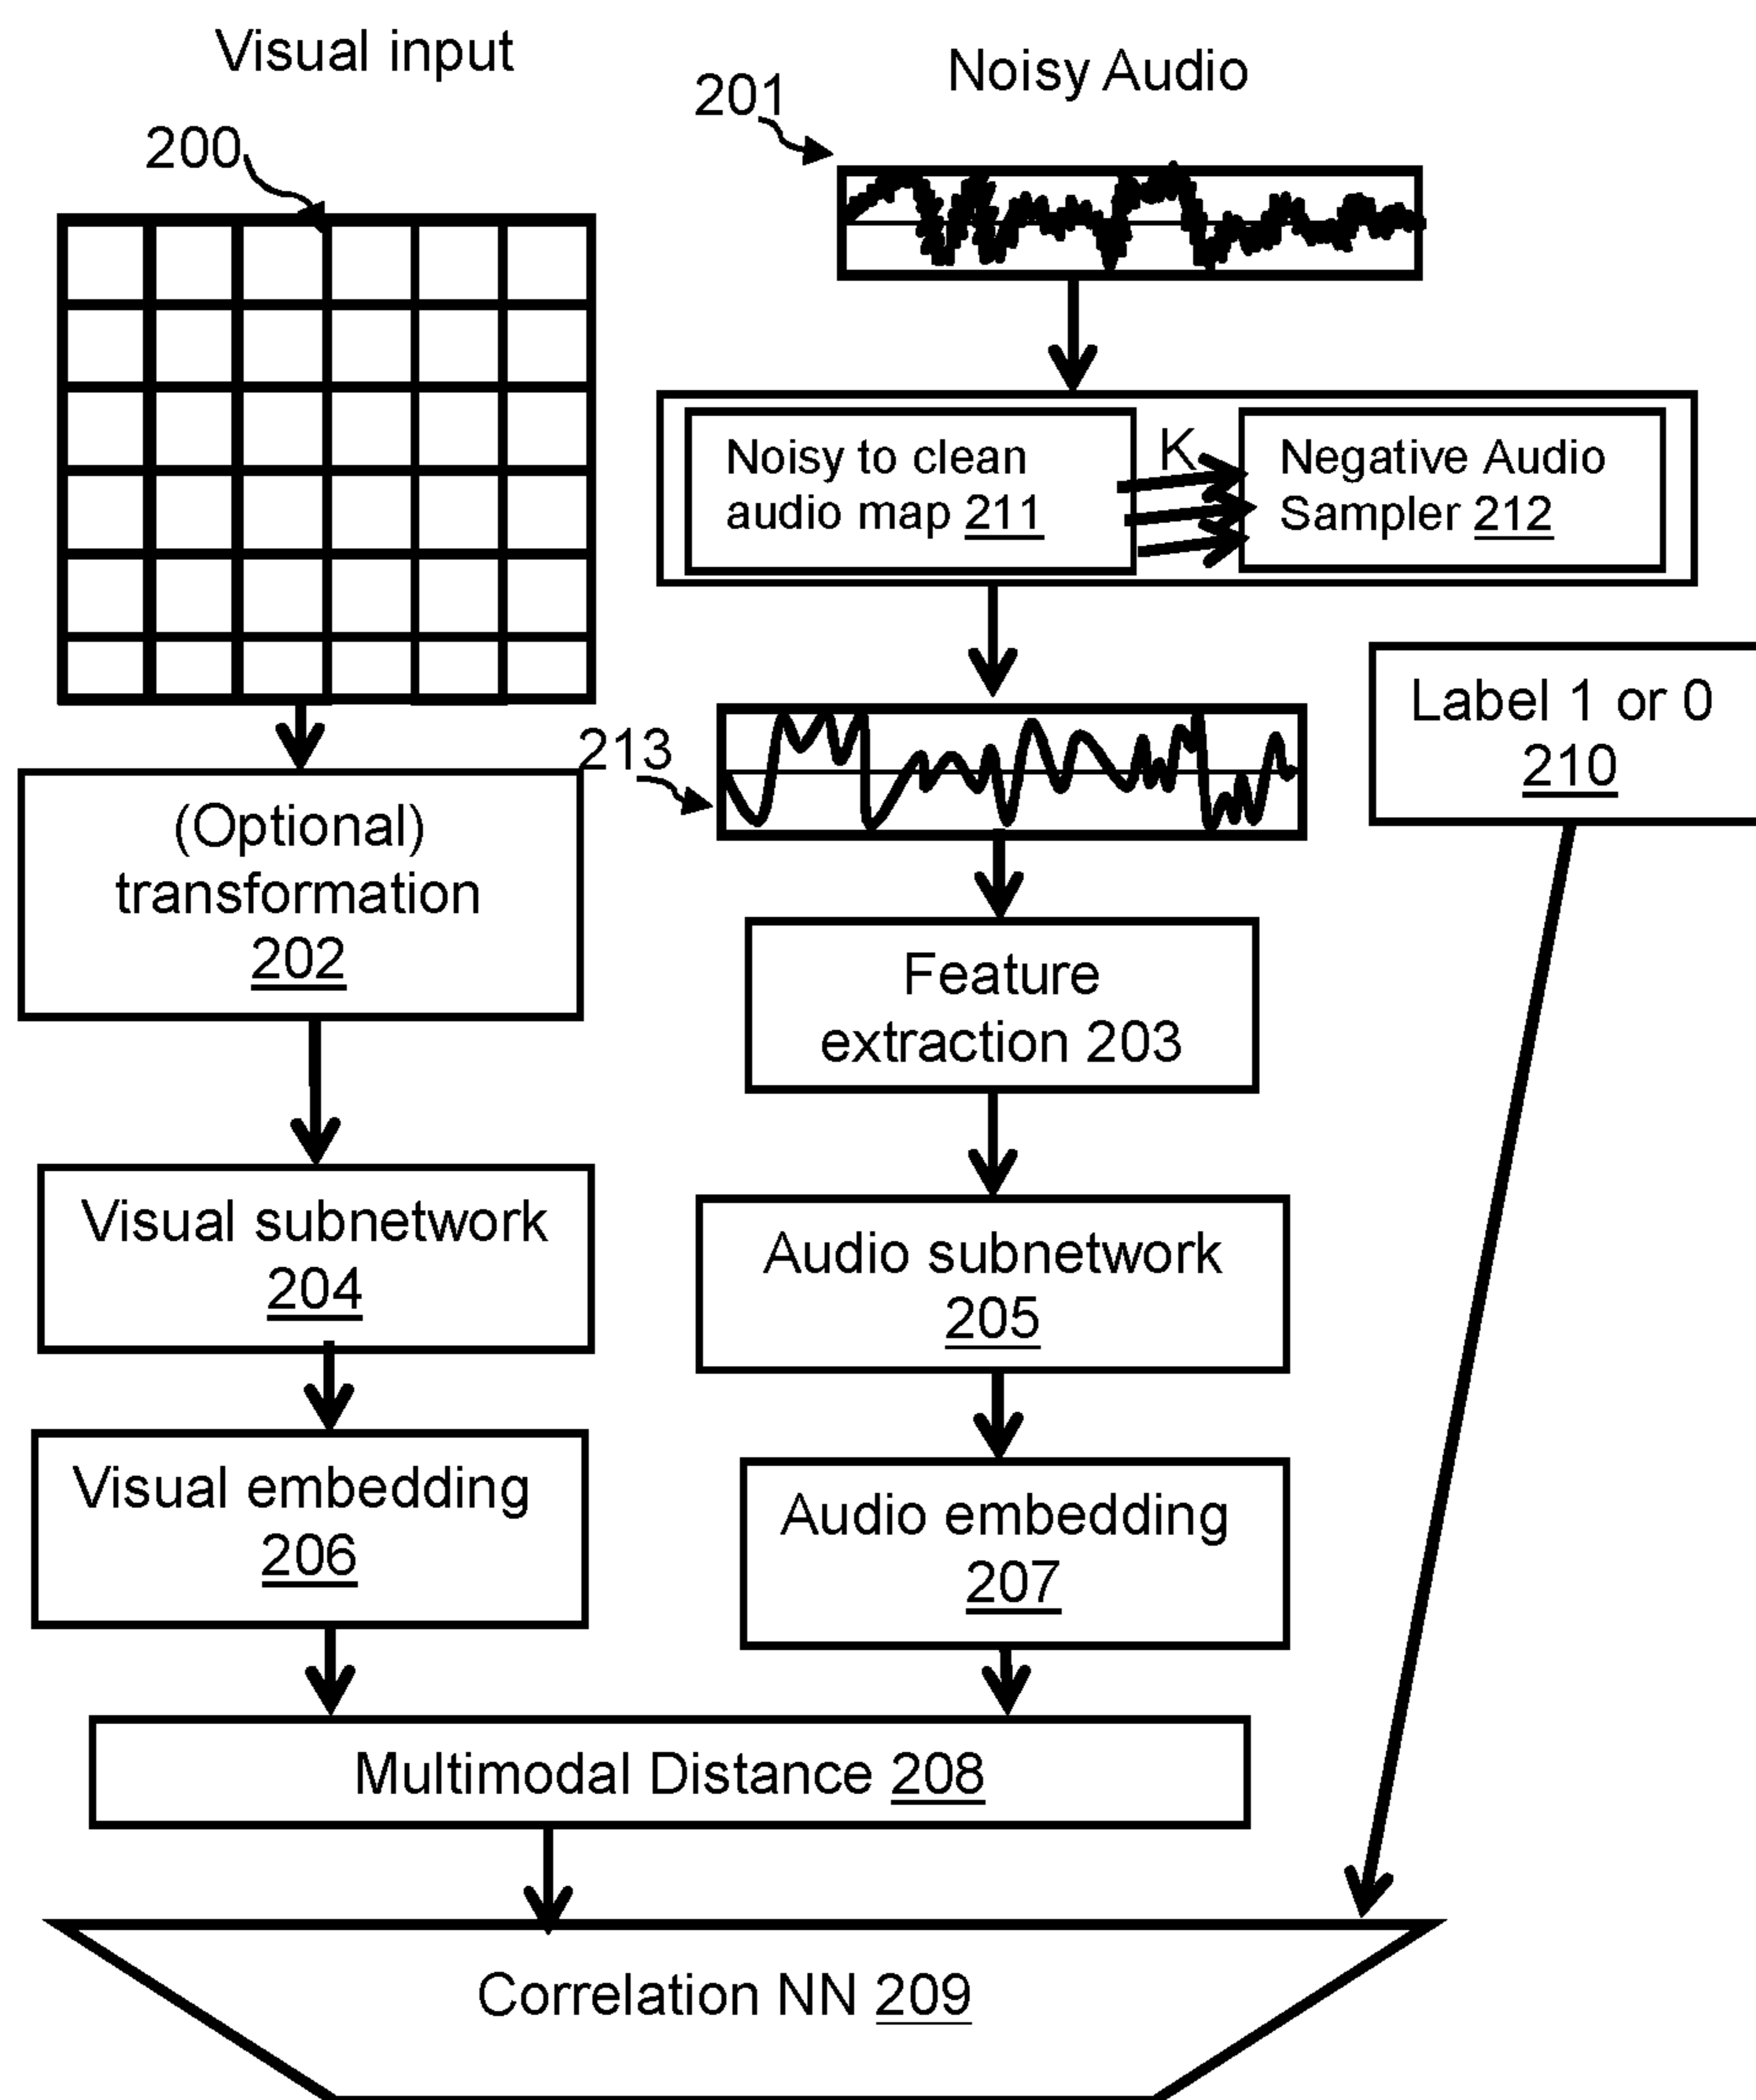 Visual input
Noisy Audio
201
200
Noisy to clean
audio map 211
K
Negative Audio
Sampler 212
Label 1 or 0
210
213
(Optional)
transformation
202
Feature
extraction 203
Visual subnetwork
204
Audio subnetwork
205
Visual embedding
206
Audio embedding
207
Multimodal Distance 208
Correlation NN 209